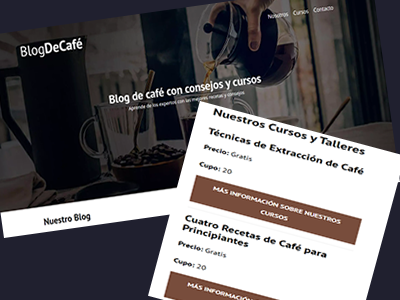 BlogDeCafé
Nosotros Cursos Contacto
Blog de café con consejos y cursos
Aprende de los expertos con las mejores recetas y consejos
Nuestro Blog
Nuestros Cursos y Talleres
Técnicas de Extracción de Café
Precio: Gratis
Cupo: 20
MÁS INFORMACIÓN SOBRE NUESTROS
CURSOS
Cuatro Recetas de Café para
Principiantes
Precio: Gratis
Cupo: 20
MÁS INFORMACIÓN SOBRE NUESTROS